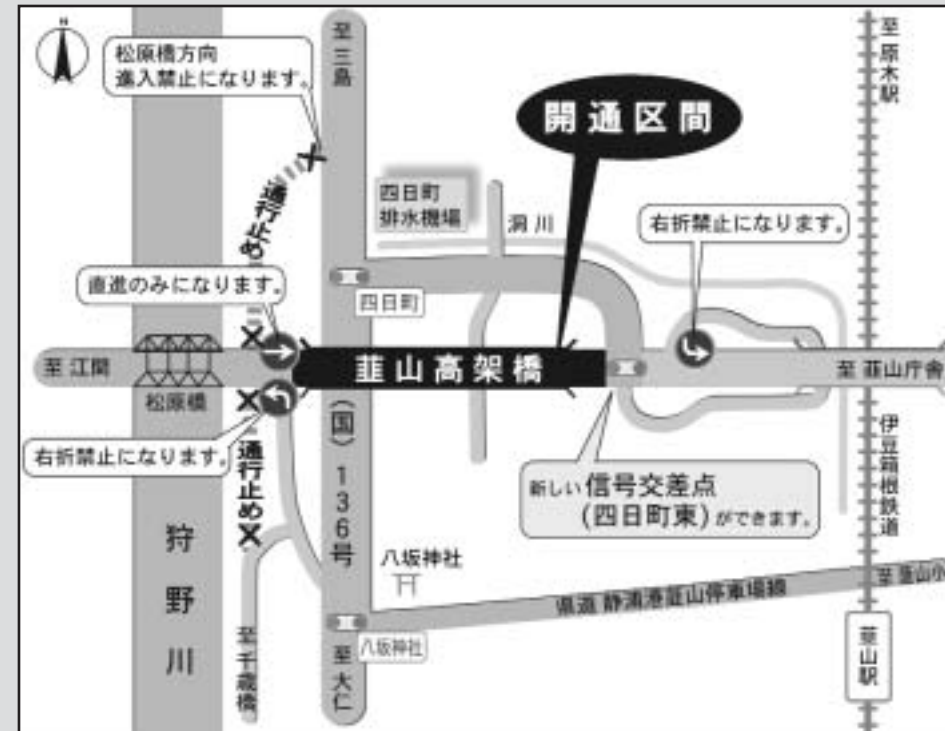 N
松原橋方向
進入禁止になります。
至三島
至原木駅
開通区間
通行止め
四日町
排水機場
洞川
右折禁止になります。
直進のみになります。
四日町
至江間
松原橋
韮山高架橋
至韮山庁舎
右折禁止になります。
通行止め
(国)136号
新しい信号交差点
(四日町東)ができます。
伊豆箱根鉄道
狩野川
八坂神社
県道 静浦港韮山停車場線
至韮山小
八坂神社
至千歳橋
至大仁
韮山駅